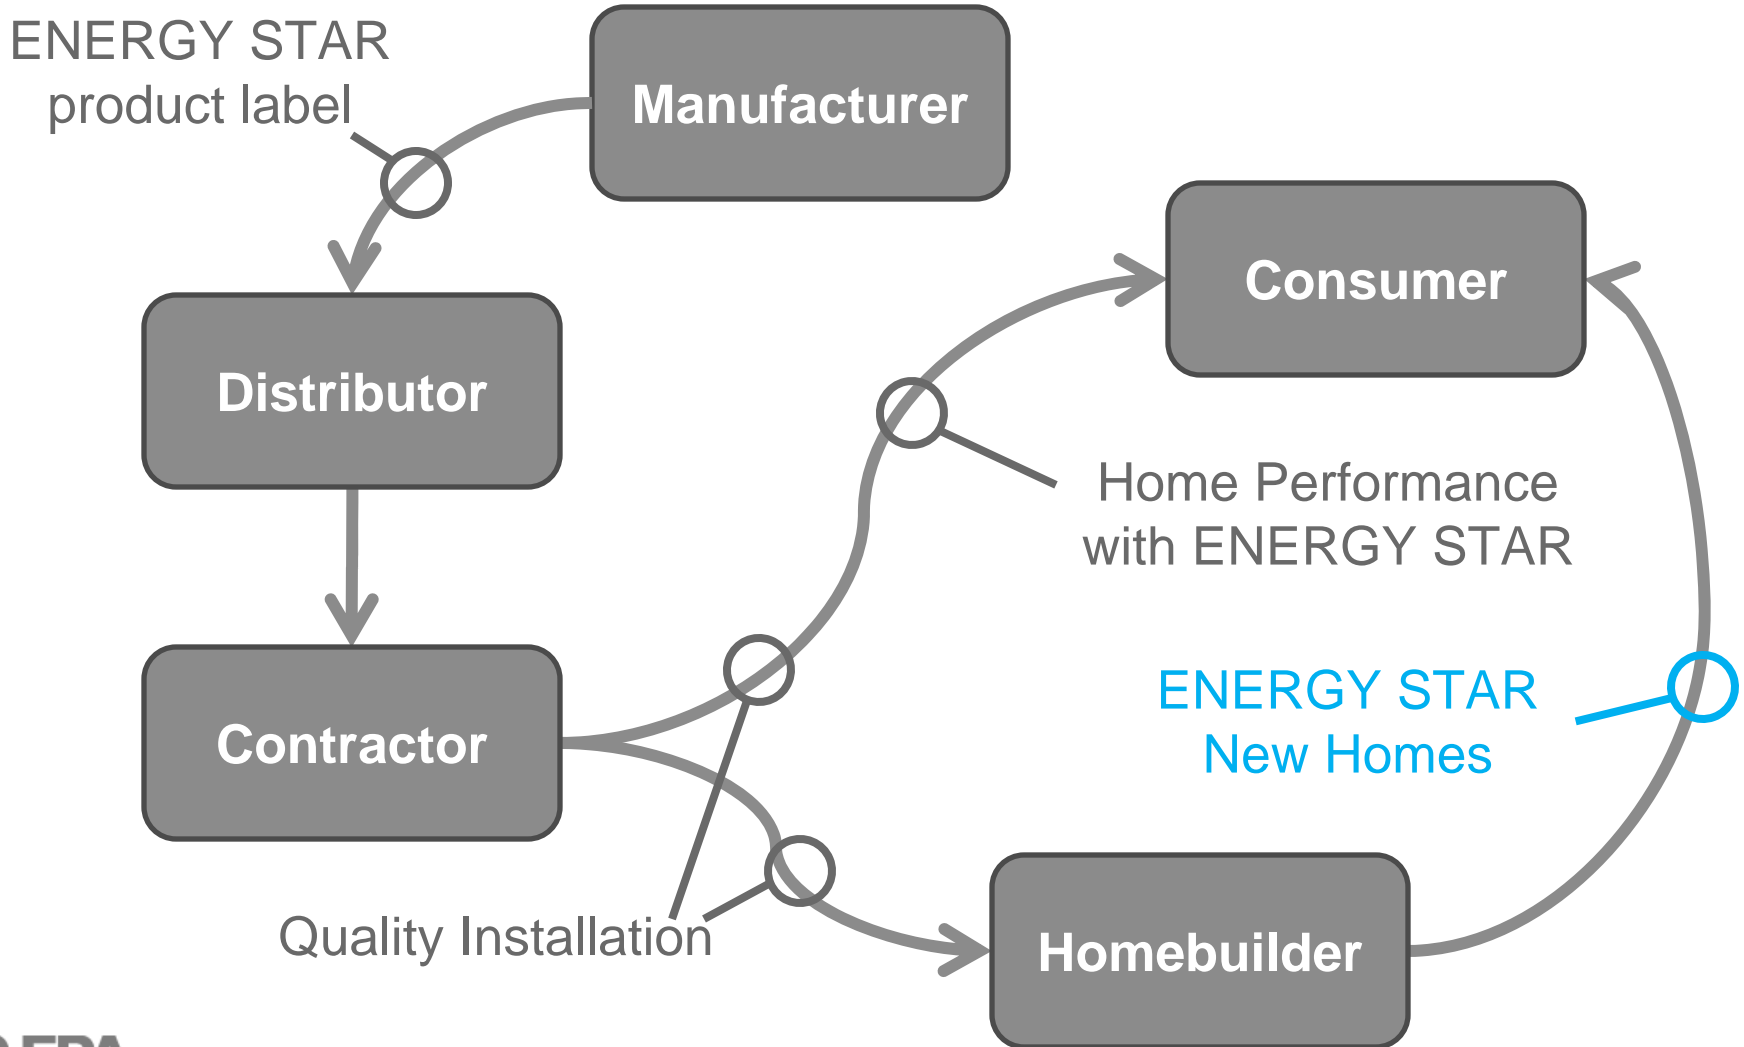 ENERGY STAR
product label
Manufacturer
Consumer
Distributor
Home Performance
with ENERGY STAR
ENERGY STAR
New Homes
Contractor
Quality Installation
Homebuilder